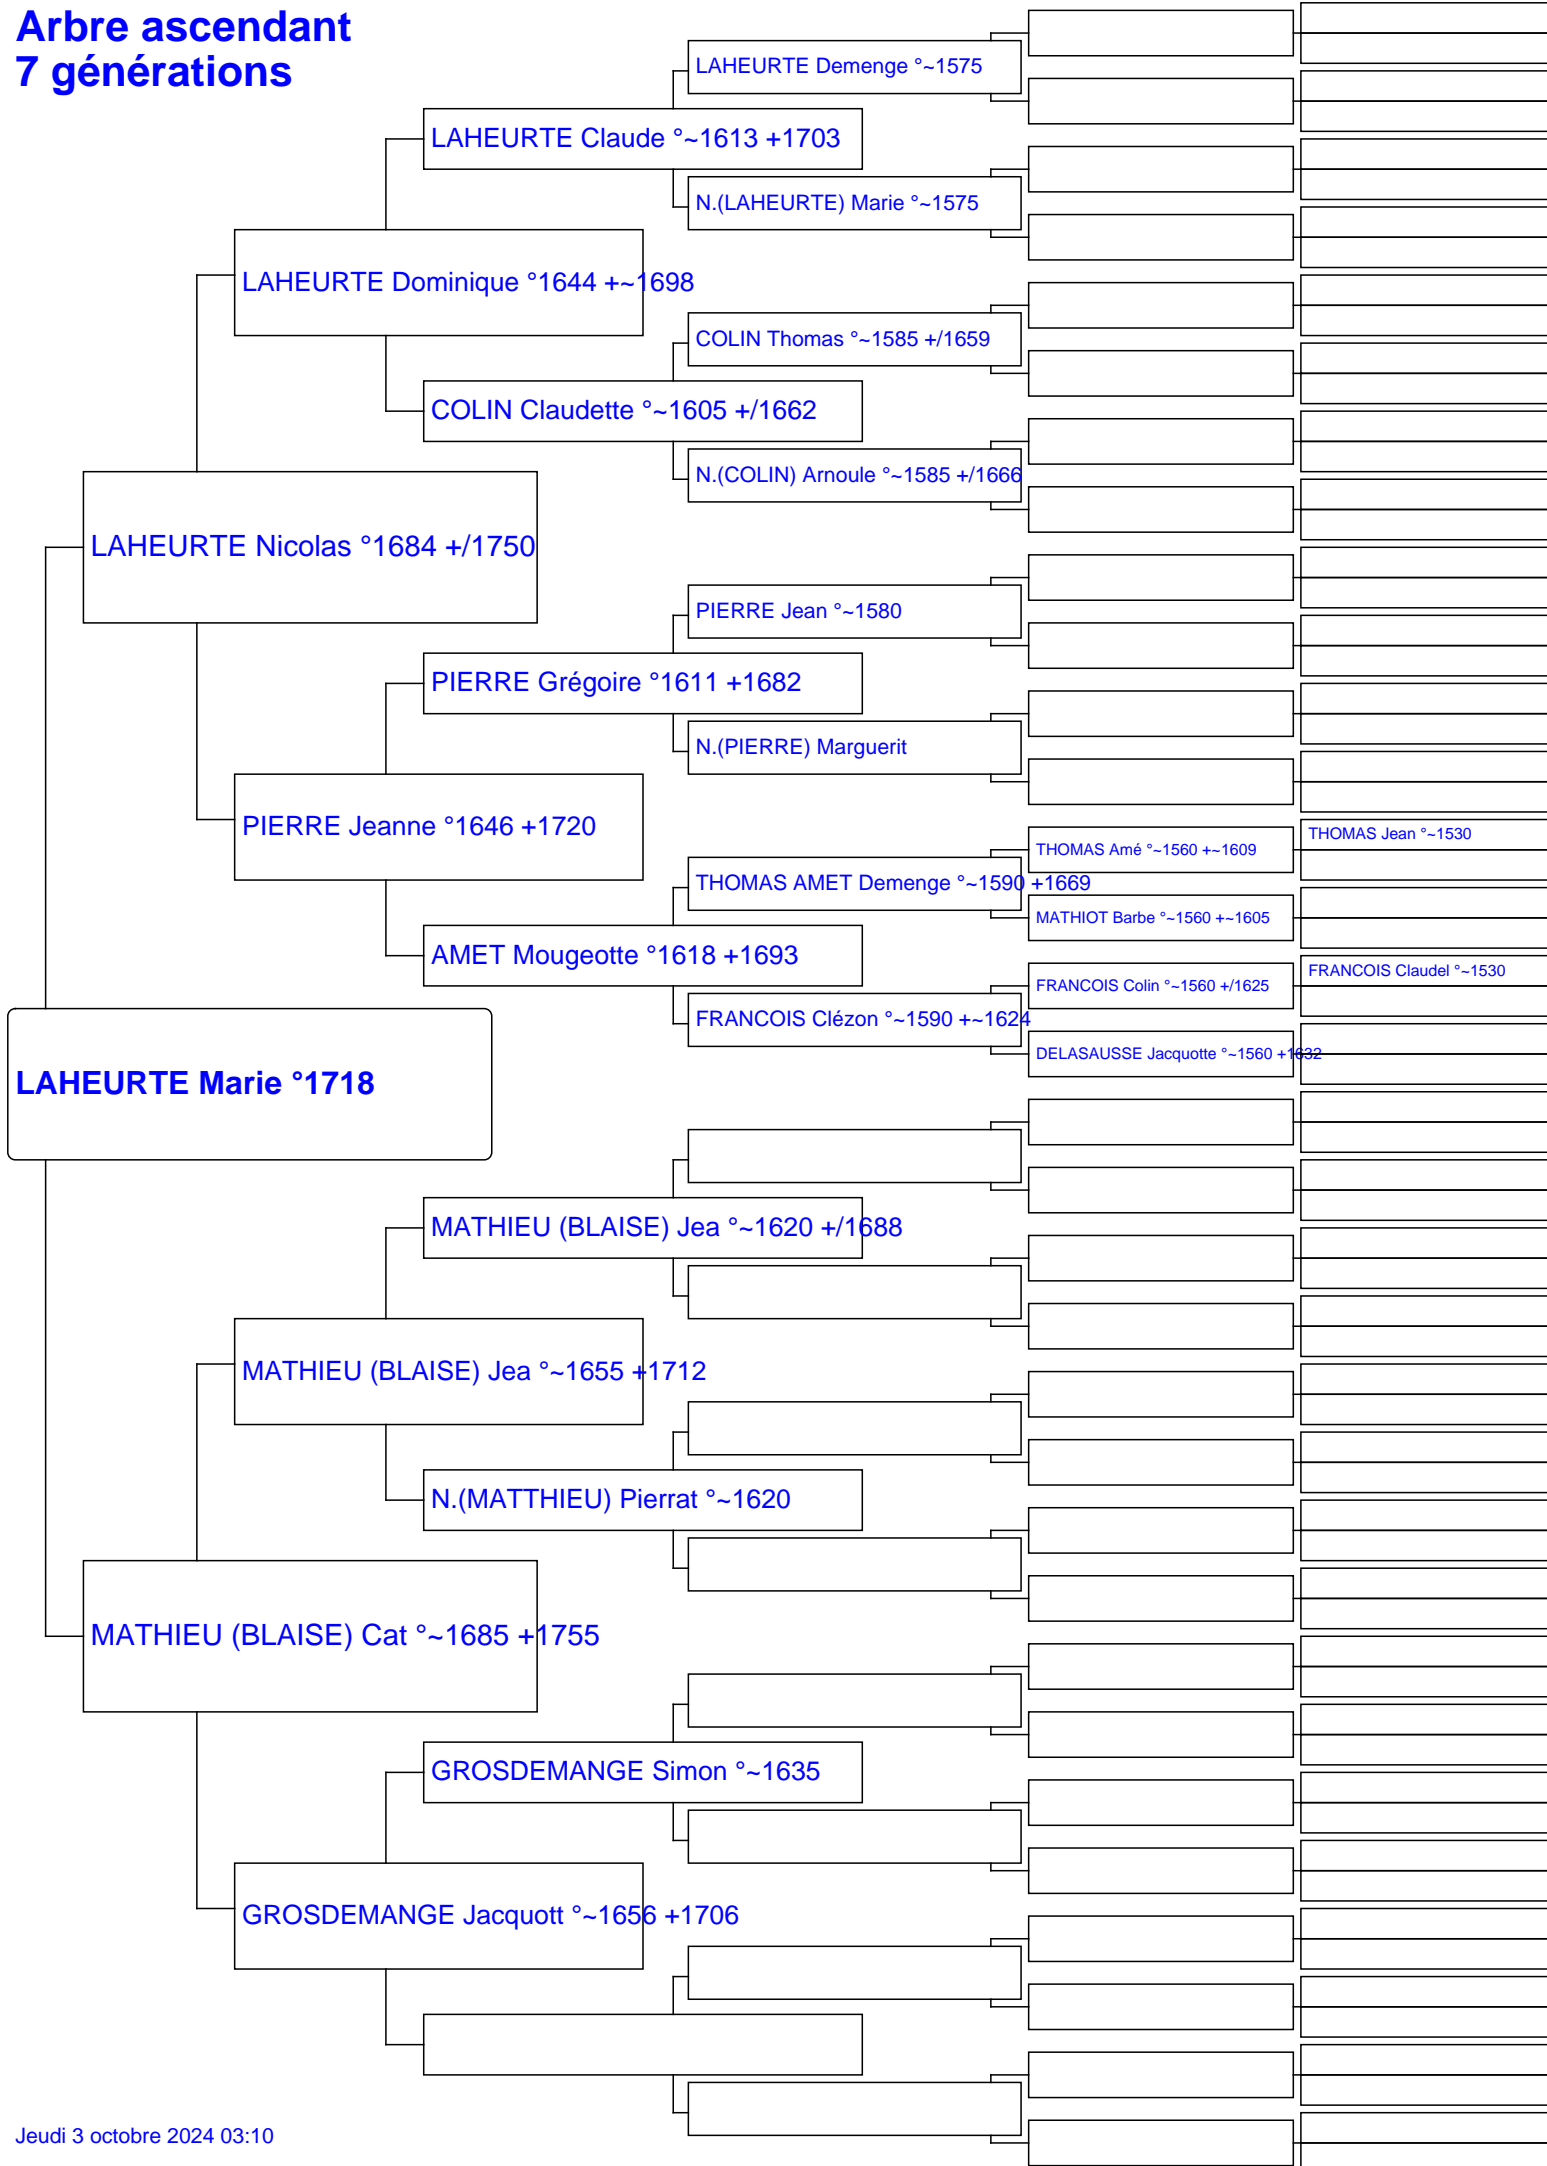 Arbre ascendant
7 générations
LAHEURTE Demenge °~1575
LAHEURTE Claude °~1613 +1703
N.(LAHEURTE) Marie °~1575
LAHEURTE Dominique °1644 +~1698
COLIN Thomas °~1585 +/1659
COLIN Claudette °~1605 +/1662
N.(COLIN) Arnoule °~1585 +/1666
LAHEURTE Nicolas °1684 +/1750
PIERRE Jean °~1580
PIERRE Grégoire °1611 +1682
N.(PIERRE) Marguerit
PIERRE Jeanne °1646 +1720
THOMAS Jean °~1530
THOMAS Amé °~1560 +~1609
THOMAS AMET Demenge °~1590 +1669
MATHIOT Barbe °~1560 +~1605
AMET Mougeotte °1618 +1693
FRANCOIS Claudel °~1530
FRANCOIS Colin °~1560 +/1625
FRANCOIS Clézon °~1590 +~1624
DELASAUSSE Jacquotte °~1560 +1632
LAHEURTE Marie °1718
MATHIEU (BLAISE) Jea °~1620 +/1688
MATHIEU (BLAISE) Jea °~1655 +1712
N.(MATTHIEU) Pierrat °~1620
MATHIEU (BLAISE) Cat °~1685 +1755
GROSDEMANGE Simon °~1635
GROSDEMANGE Jacquott °~1656 +1706
Jeudi 3 octobre 2024 03:10